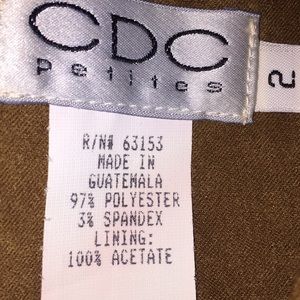 CDC
petites
2
R/N# 63153
MADE IN
GUATEMALA
97% POLYESTER
3% SPANDEX
LINING:
100% ACETATE